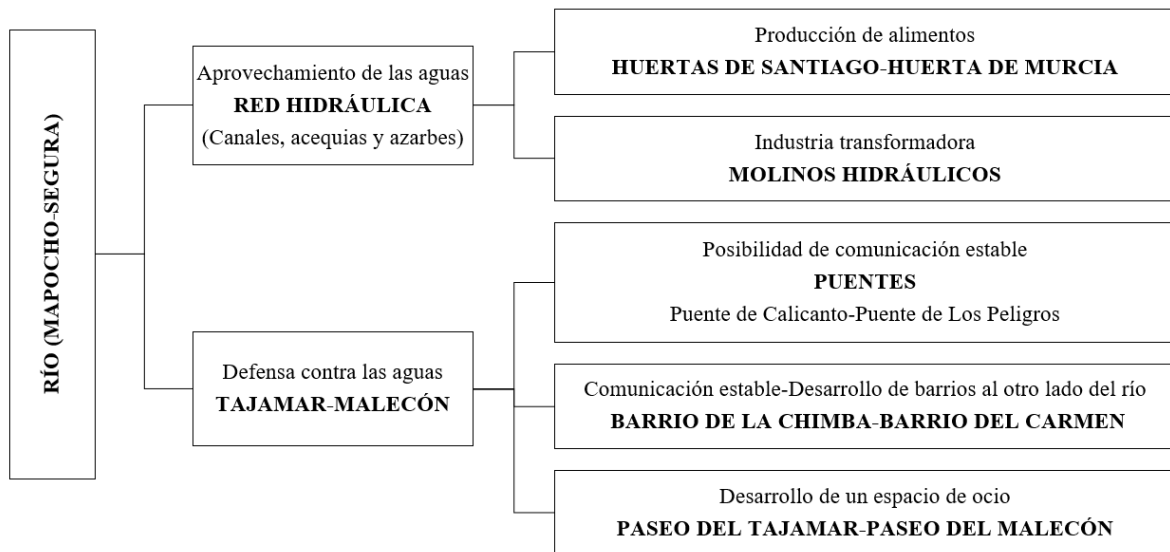 RÍO (MAPOCHO-SEGURA)
Aprovechamiento de las aguas
RED HIDRÁULICA
(Canales, acequias y azarbes)
Producción de alimentos
HUERTAS DE SANTIAGO-HUERTA DE MURCIA
Industria transformadora
MOLINOS HIDRÁULICOS
Defensa contra las aguas
TAJAMAR-MALECÓN
Posibilidad de comunicación estable
PUENTES
Puente de Calicanto-Puente de Los Peligros
Comunicación estable-Desarrollo de barrios al otro lado del río
BARRIO DE LA CHIMBA-BARRIO DEL CARMEN
Desarrollo de un espacio de ocio
PASEO DEL TAJAMAR-PASEO DEL MALECÓN